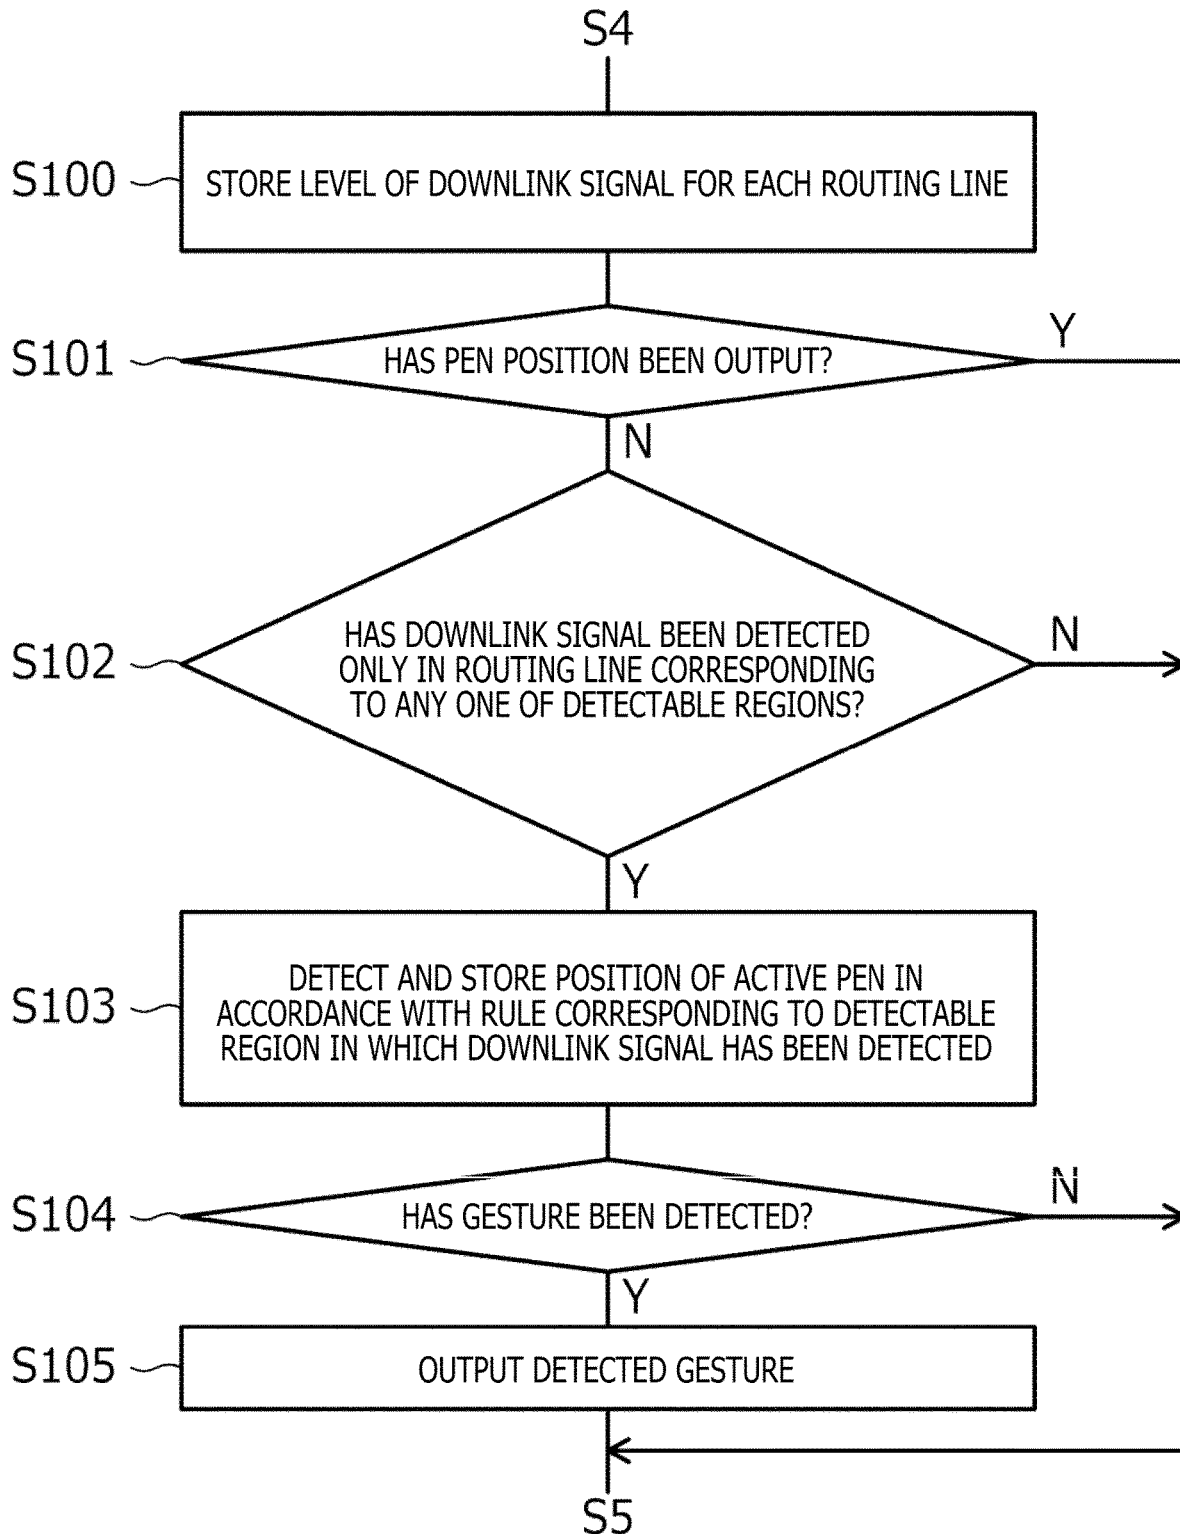 S4
S100
STORE LEVEL OF DOWNLINK SIGNAL FOR EACH ROUTING LINE
S101
HAS PEN POSITION BEEN OUTPUT?
Y
N
S102
HAS DOWNLINK SIGNAL BEEN DETECTED
ONLY IN ROUTING LINE CORRESPONDING
TO ANY ONE OF DETECTABLE REGIONS?
N
Y
S103
DETECT AND STORE POSITION OF ACTIVE PEN IN
ACCORDANCE WITH RULE CORRESPONDING TO DETECTABLE
REGION IN WHICH DOWNLINK SIGNAL HAS BEEN DETECTED
S104
HAS GESTURE BEEN DETECTED?
N
Y
S105
OUTPUT DETECTED GESTURE
S5